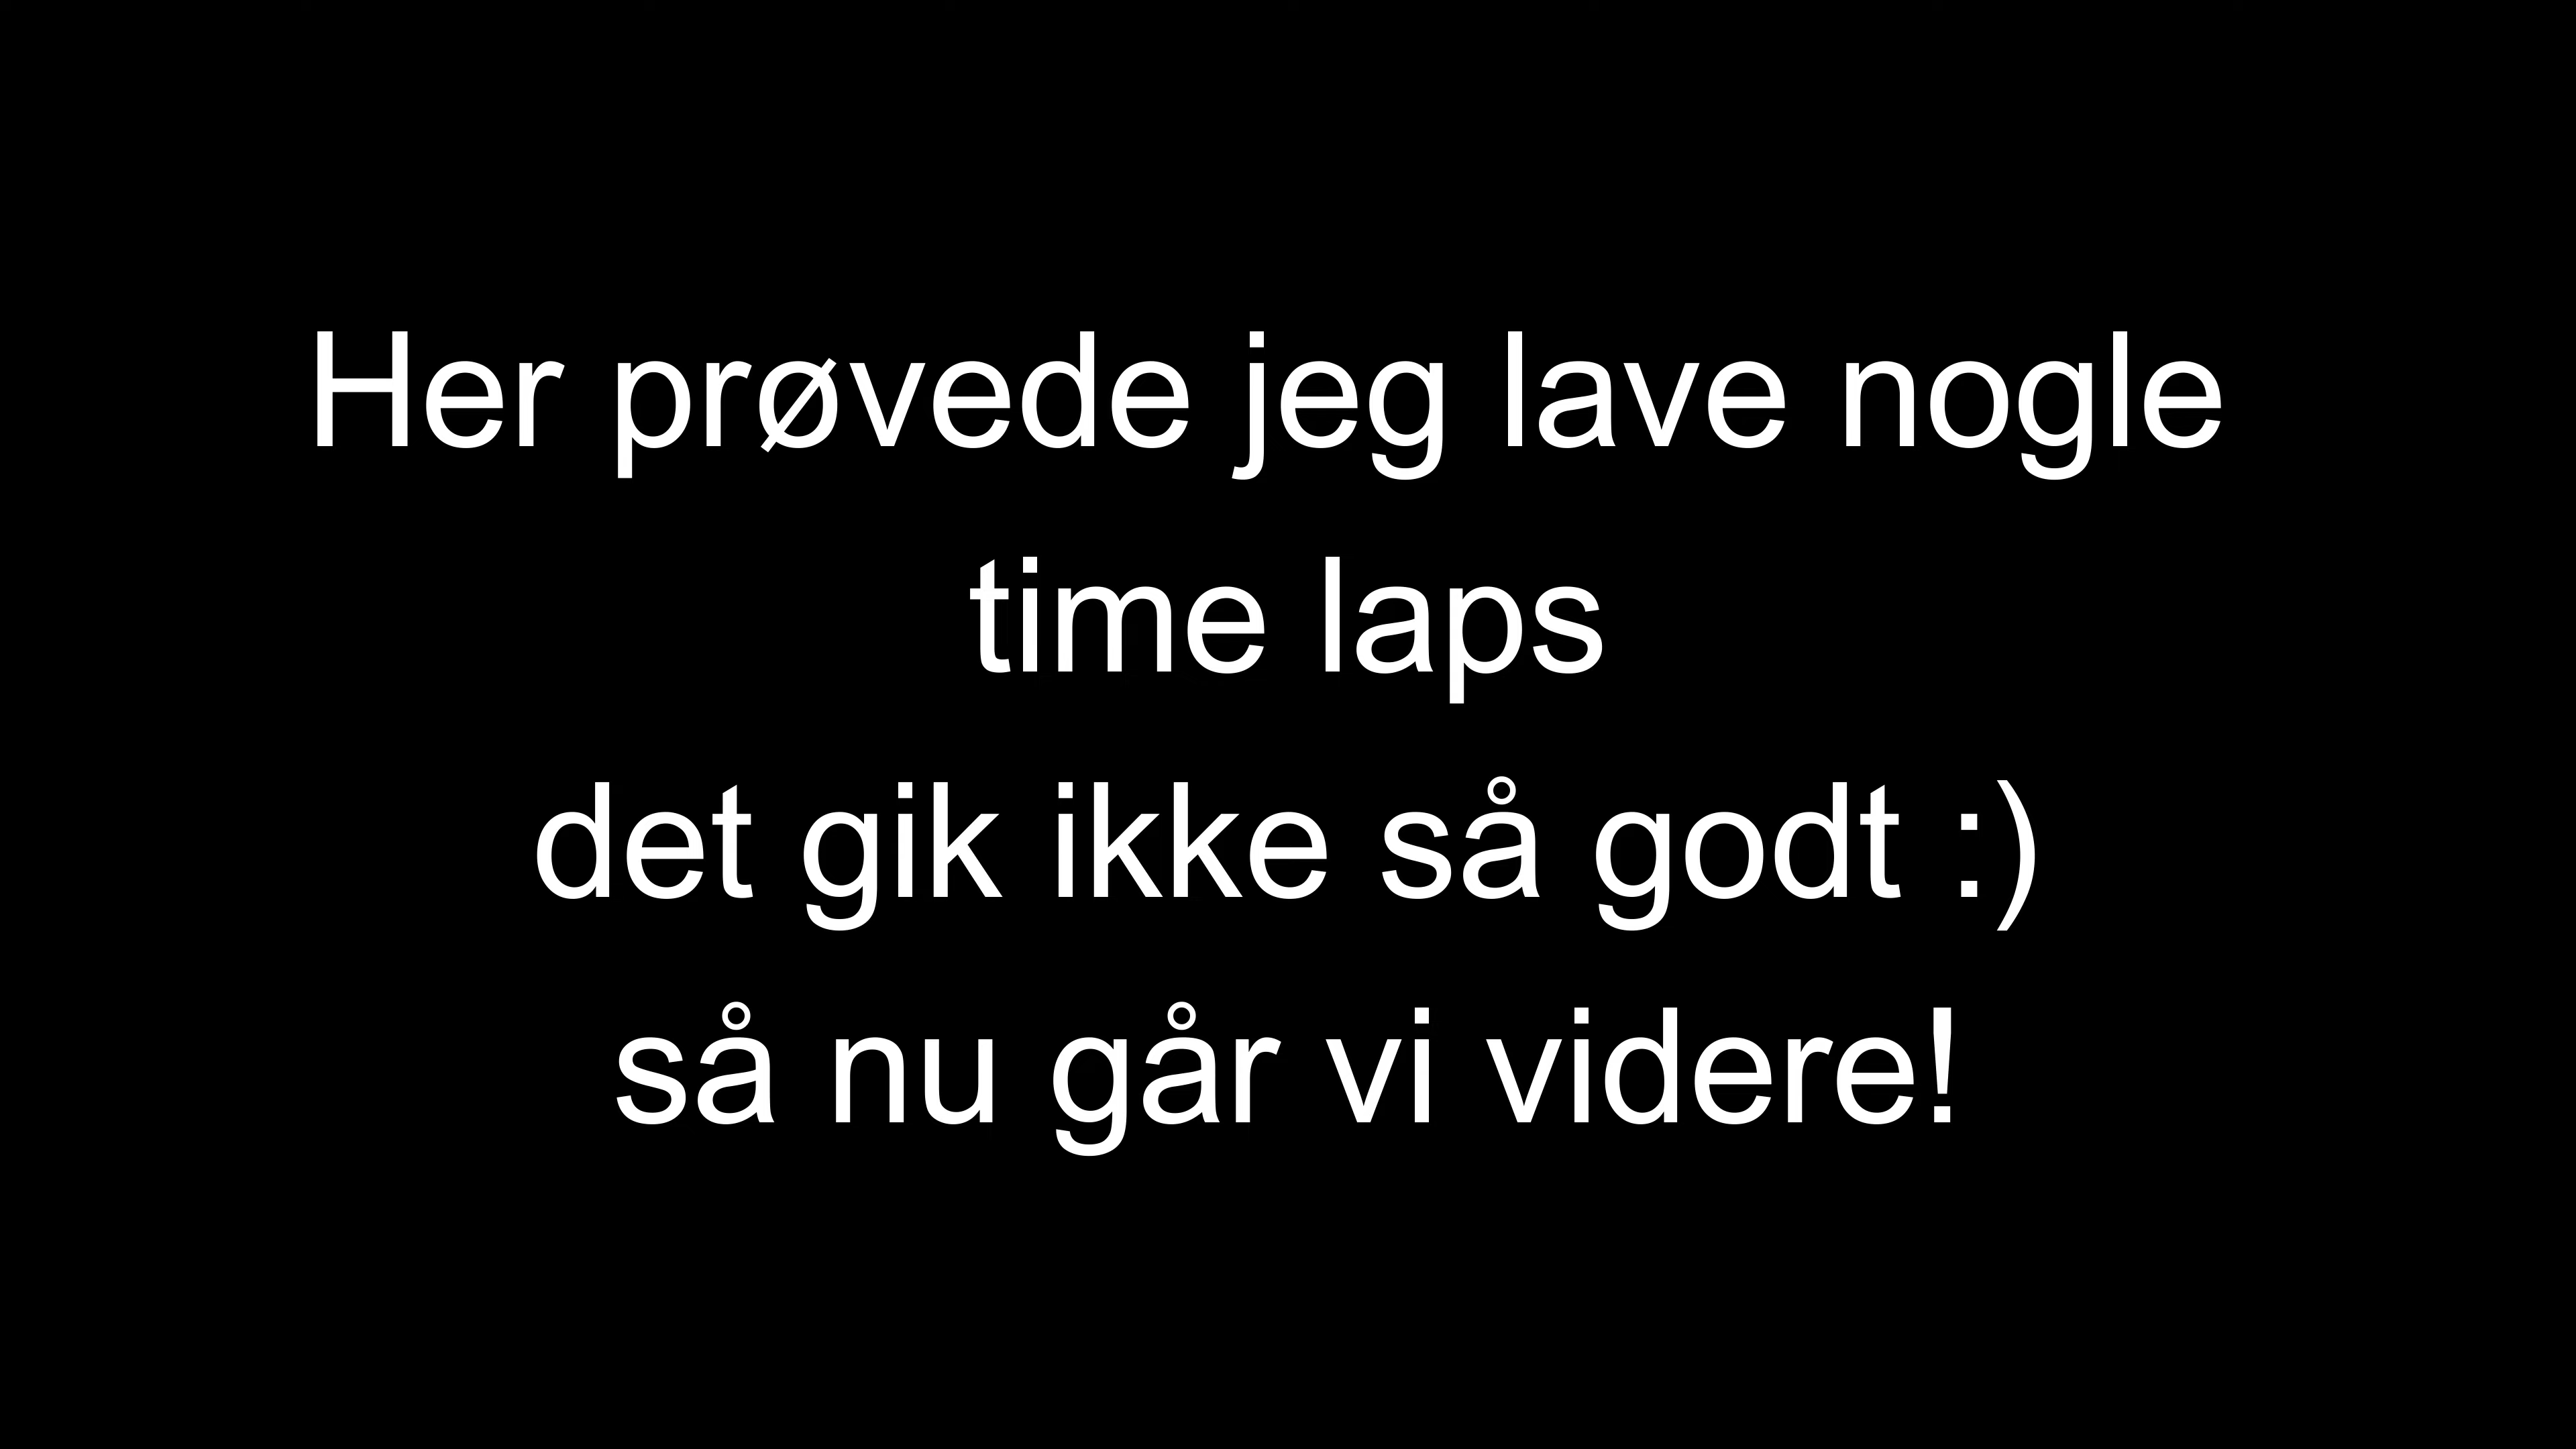 Her prøvede jeg lave nogle
time laps
det gik ikke så godt :)
så nu går vi videre!